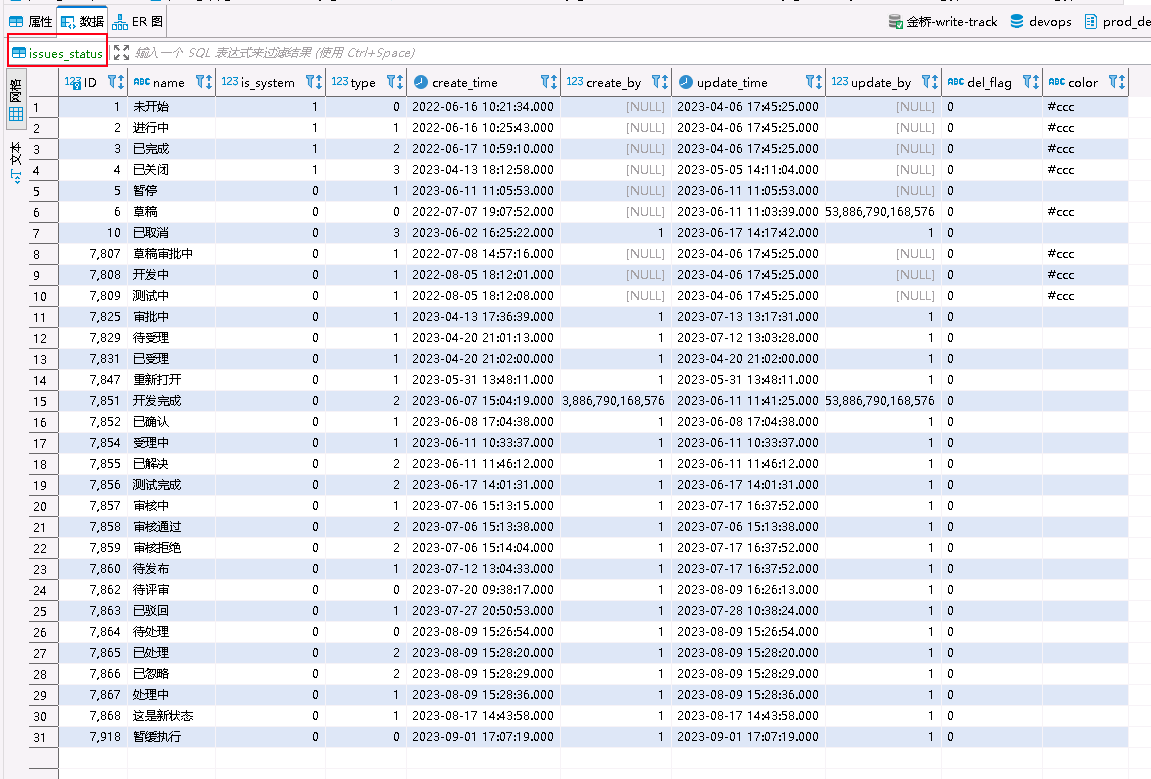 属性 数据 ER 图 金桥-write-track devops prod_de
issues_status 输入一个 SQL 表达式来过滤结果 (使用 Ctrl+Space)
网格
文本
123 ID ABC name 123 is_system 123 type create_time 123 create_by update_time 123 update_by ABC del_flag ABC color
1 1 未开始 1 0 2022-06-16 10:21:34.000 [NULL] 2023-04-06 17:45:25.000 [NULL] 0 #ccc
2 2 进行中 1 1 2022-06-16 10:25:43.000 [NULL] 2023-04-06 17:45:25.000 [NULL] 0 #ccc
3 3 已完成 1 2 2022-06-17 10:59:10.000 [NULL] 2023-04-06 17:45:25.000 [NULL] 0 #ccc
4 4 已关闭 1 3 2023-04-13 18:12:58.000 [NULL] 2023-05-05 14:11:04.000 [NULL] 0 #ccc
5 5 暂停 0 1 2023-06-11 11:05:53.000 [NULL] 2023-06-11 11:05:53.000 [NULL] 0
6 6 草稿 0 0 2022-07-07 19:07:52.000 [NULL] 2023-06-11 11:03:39.000 53,886,790,168,576 0 #ccc
7 10 已取消 0 3 2023-06-02 16:25:22.000 1 2023-06-17 14:17:42.000 1 0
8 7,807 草稿审批中 0 1 2022-07-08 14:57:16.000 [NULL] 2023-04-06 17:45:25.000 [NULL] 0 #ccc
9 7,808 开发中 0 1 2022-08-05 18:12:01.000 [NULL] 2023-04-06 17:45:25.000 [NULL] 0 #ccc
10 7,809 测试中 0 1 2022-08-05 18:12:08.000 [NULL] 2023-04-06 17:45:25.000 [NULL] 0 #ccc
11 7,825 审批中 0 1 2023-04-13 17:36:39.000 1 2023-07-13 13:17:31.000 1 0
12 7,829 待受理 0 1 2023-04-20 21:01:13.000 1 2023-07-12 13:03:28.000 1 0
13 7,831 已受理 0 1 2023-04-20 21:02:00.000 1 2023-04-20 21:02:00.000 1 0
14 7,847 重新打开 0 1 2023-05-31 13:48:11.000 1 2023-05-31 13:48:11.000 1 0
15 7,851 开发完成 0 2 2023-06-07 15:04:19.000 3,886,790,168,576 2023-06-11 11:41:25.000 53,886,790,168,576 0
16 7,852 已确认 0 1 2023-06-08 17:04:38.000 1 2023-06-08 17:04:38.000 1 0
17 7,854 受理中 0 1 2023-06-11 10:33:37.000 1 2023-06-11 10:33:37.000 1 0
18 7,855 已解决 0 2 2023-06-11 11:46:12.000 1 2023-06-11 11:46:12.000 1 0
19 7,856 测试完成 0 2 2023-06-17 14:01:31.000 1 2023-06-17 14:01:31.000 1 0
20 7,857 审核中 0 1 2023-07-06 15:13:15.000 1 2023-07-17 16:37:52.000 1 0
21 7,858 审核通过 0 2 2023-07-06 15:13:38.000 1 2023-07-06 15:13:38.000 1 0
22 7,859 审核拒绝 0 2 2023-07-06 15:14:04.000 1 2023-07-17 16:37:52.000 1 0
23 7,860 待发布 0 1 2023-07-12 13:04:33.000 1 2023-07-17 16:37:52.000 1 0
24 7,862 待评审 0 0 2023-07-20 09:38:17.000 1 2023-08-09 16:26:13.000 1 0
25 7,863 已驳回 0 1 2023-07-27 20:50:53.000 1 2023-07-28 10:38:24.000 1 0
26 7,864 待处理 0 0 2023-08-09 15:26:54.000 1 2023-08-09 15:26:54.000 1 0
27 7,865 已处理 0 2 2023-08-09 15:28:20.000 1 2023-08-09 15:28:20.000 1 0
28 7,866 已忽略 0 2 2023-08-09 15:28:29.000 1 2023-08-09 15:28:29.000 1 0
29 7,867 处理中 0 1 2023-08-09 15:28:36.000 1 2023-08-09 15:28:36.000 1 0
30 7,868 这是新状态 0 1 2023-08-17 14:43:58.000 1 2023-08-17 14:43:58.000 1 0
31 7,918 暂缓执行 0 0 2023-09-01 17:07:19.000 1 2023-09-01 17:07:19.000 1 0